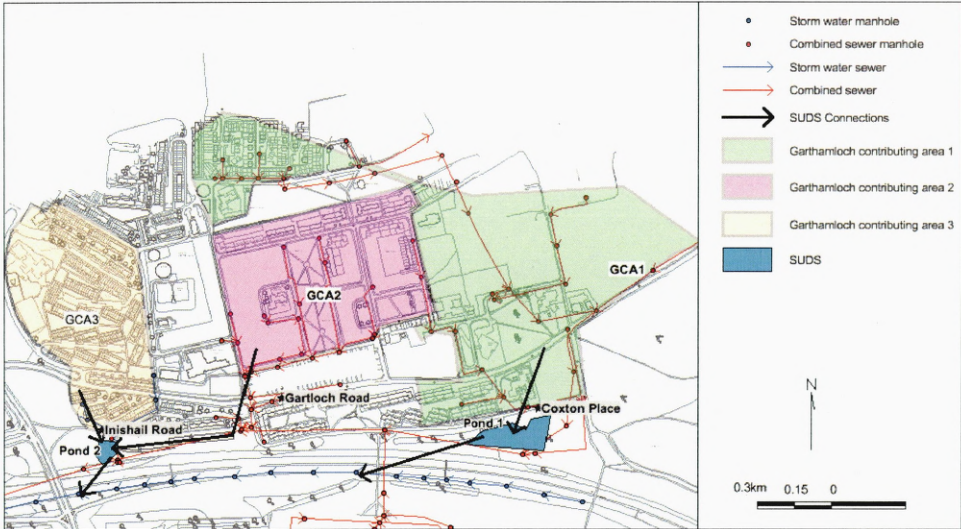 Storm water manhole
Combined sewer manhole
Storm water sewer
Combined sewer
SUDS Connections
Garthamloch contributing area 1
Garthamloch contributing area 2
Garthamloch contributing area 3
SUDS
GCA1
GCA2
GCA3
Gartloch Road
Coxton Place
Pond 1
Inishail Road
Pond 2
N
0.3km 0.15 0